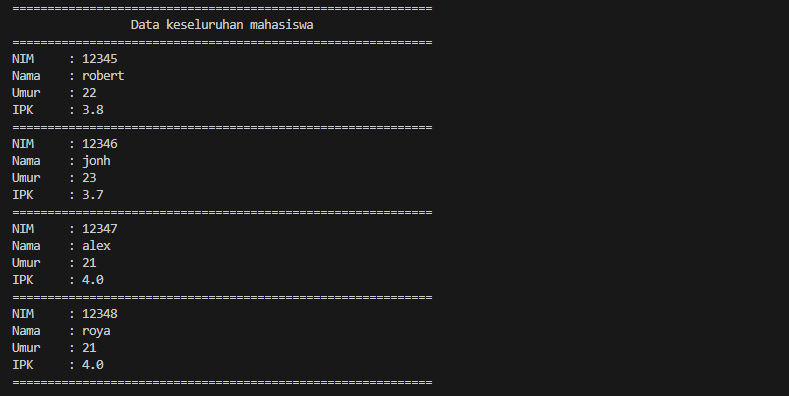 ============================================================
Data keseluruhan mahasiswa
============================================================
NIM : 12345
Nama : robert
Umur : 22
IPK : 3.8
============================================================
NIM : 12346
Nama : jonh
Umur : 23
IPK : 3.7
============================================================
NIM : 12347
Nama : alex
Umur : 21
IPK : 4.0
============================================================
NIM : 12348
Nama : roya
Umur : 21
IPK : 4.0
============================================================